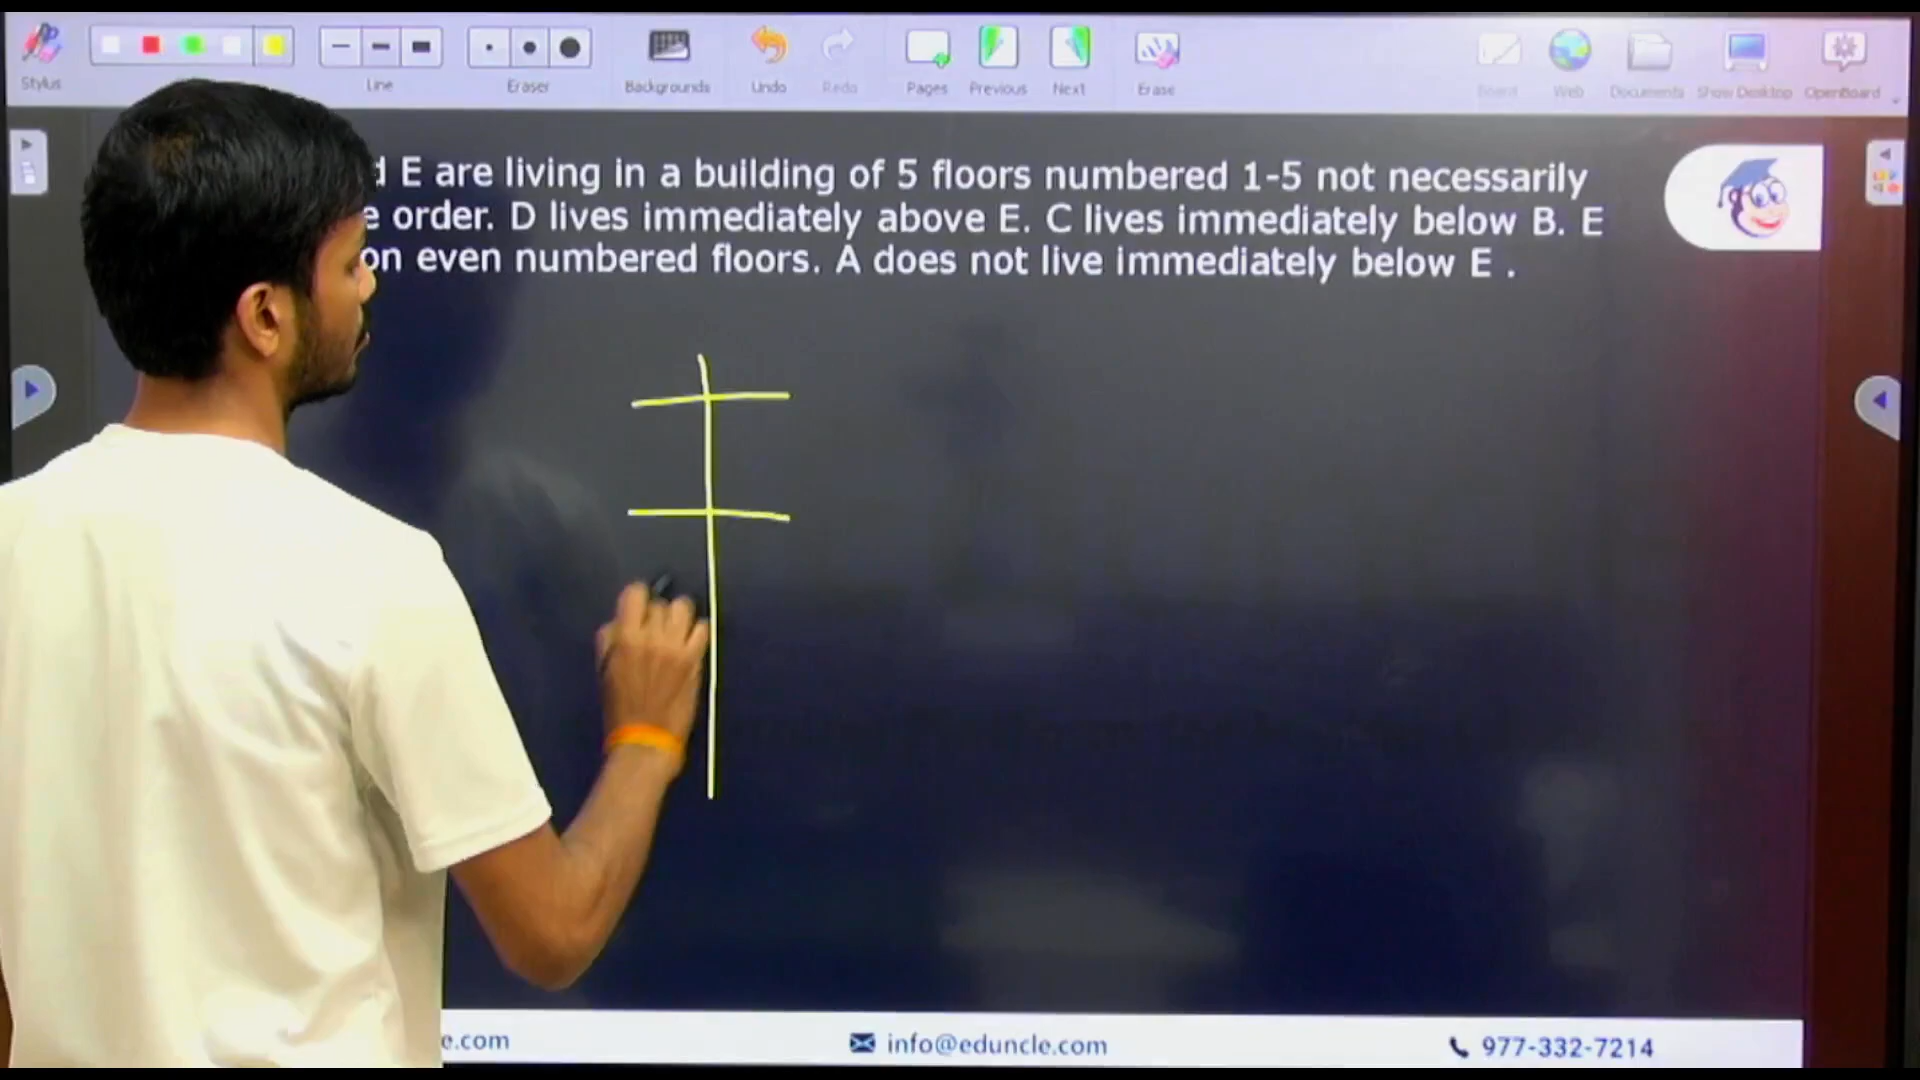 Stylus
Line
Eraser
Backgrounds
Undo
Redo
Pages
Previous
Next
Erase
Board
Web
Documents
Show Desktop
OpenBoard
d E are living in a building of 5 floors numbered 1-5 not necessarily
e order. D lives immediately above E. C lives immediately below B. E
on even numbered floors. A does not live immediately below E .
e.com
info@eduncle.com
977-332-7214